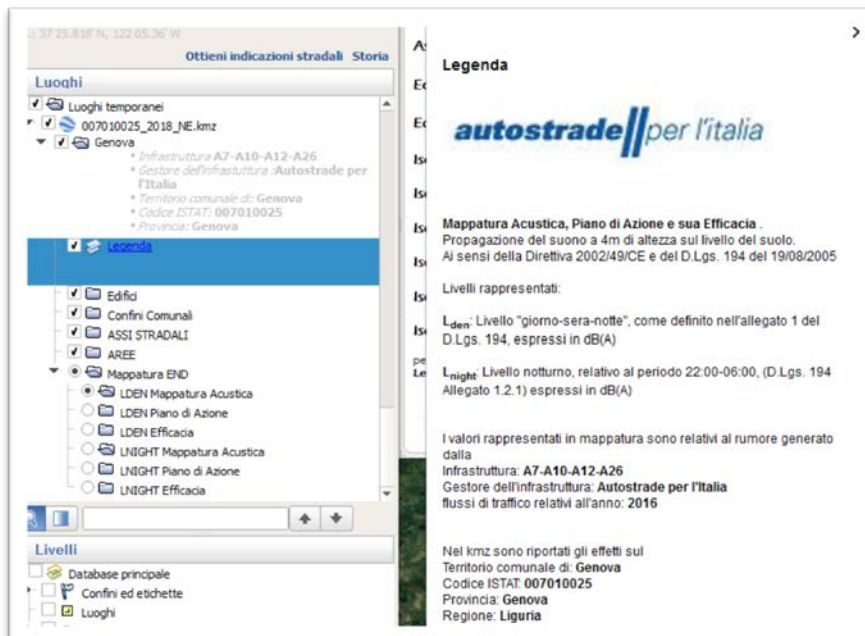 37 25.818' N, 122 05.36' W
Ottieni indicazioni stradali Storia
Luoghi
Luoghi temporanei
007010025_2018_NE.kmz
Genova
• Infrastruttura A7-A10-A12-A26
• Gestore dell'infrastuttura :Autostrade per
l'Italia
• Territorio comunale di: Genova
• Codice ISTAT: 007010025
• Provincia: Genova
Legenda
Edifici
Confini Comunali
ASSI STRADALI
AREE
Mappatura END
LDEN Mappatura Acustica
LDEN Piano di Azione
LDEN Efficacia
LNIGHT Mappatura Acustica
LNIGHT Piano di Azione
LNIGHT Efficacia
Livelli
Database principale
Confini ed etichette
Luoghi
Legenda
autostrade//per l'italia
Mappatura Acustica, Piano di Azione e sua Efficacia .
Propagazione del suono a 4m di altezza sul livello del suolo.
Ai sensi della Direttiva 2002/49/CE e del D.Lgs. 194 del 19/08/2005
Livelli rappresentati:
Lden: Livello "giorno-sera-notte", come definito nell'allegato 1 del
D.Lgs. 194, espressi in dB(A)
Lnight: Livello notturno, relativo al periodo 22:00-06:00, (D.Lgs. 194
Allegato 1.2.1) espressi in dB(A)
I valori rappresentati in mappatura sono relativi al rumore generato
dalla
Infrastruttura: A7-A10-A12-A26
Gestore dell'infrastruttura: Autostrade per l'Italia
flussi di traffico relativi all'anno: 2016
Nel kmz sono riportati gli effetti sul
Territorio comunale di: Genova
Codice ISTAT: 007010025
Provincia: Genova
Regione: Liguria